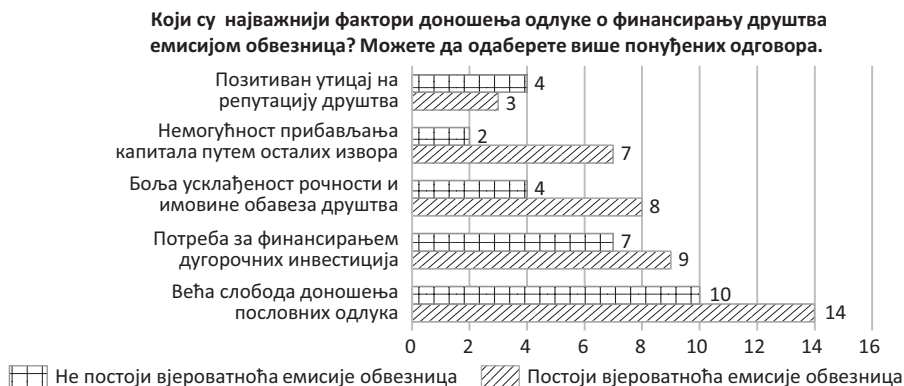 Који су најважнији фактори доношења одлуке о финансирању друштва
емисијом обвезница? Можете да одаберете више понуђених одговора.
Позитиван утицај на
репутацију друштва
4
3
Немогућност прибављања
капитала путем осталих извора
2
7
Боља усклађеност рочности и
имовине обавеза друштва
4
8
Потреба за финансирањем
дугорочних инвестиција
7
9
Већа слобода доношења
пословних одлука
10
14
0 2 4 6 8 10 12 14 16
Не постоји вјероватноћа емисије обвезница Постоји вјероватноћа емисије обвезница